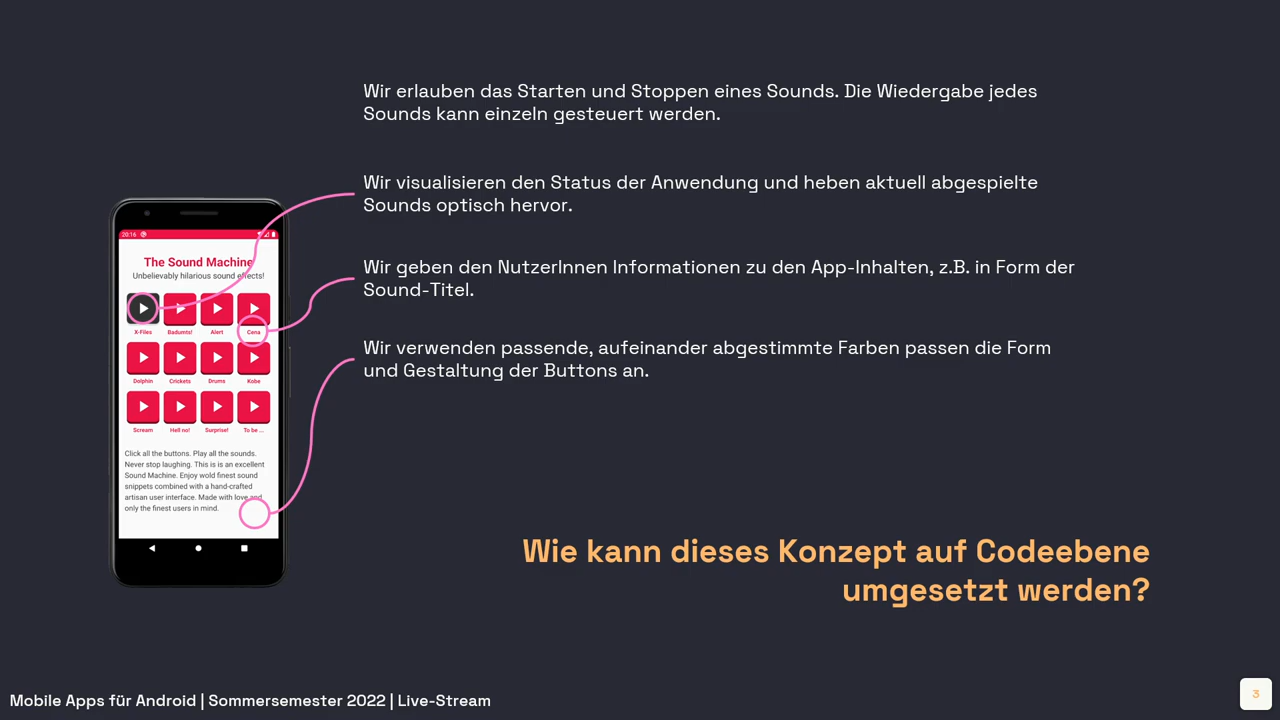 Wir erlauben das Starten und Stoppen eines Sounds. Die Wiedergabe jedes
Sounds kann einzeln gesteuert werden.
Wir visualisieren den Status der Anwendung und heben aktuell abgespielte
Sounds optisch hervor.
Wir geben den NutzerInnen Informationen zu den App-Inhalten, z.B. in Form der
Sound-Titel.
Wir verwenden passende, aufeinander abgestimmte Farben passen die Form
und Gestaltung der Buttons an.
20:16
The Sound Machine
Unbelievably hilarious sound effects!
X-Files Badumts! Alert Cena
Dolphin Crickets Drums Kobe
Scream Hell no! Surprise! To be ...
Click all the buttons. Play all the sounds.
Never stop laughing. This is is an excellent
Sound Machine. Enjoy wold finest sound
snippets combined with a hand-crafted
artisan user interface. Made with love and
only the finest users in mind.
Wie kann dieses Konzept auf Codeebene
umgesetzt werden?
Mobile Apps für Android | Sommersemester 2022 | Live-Stream
3